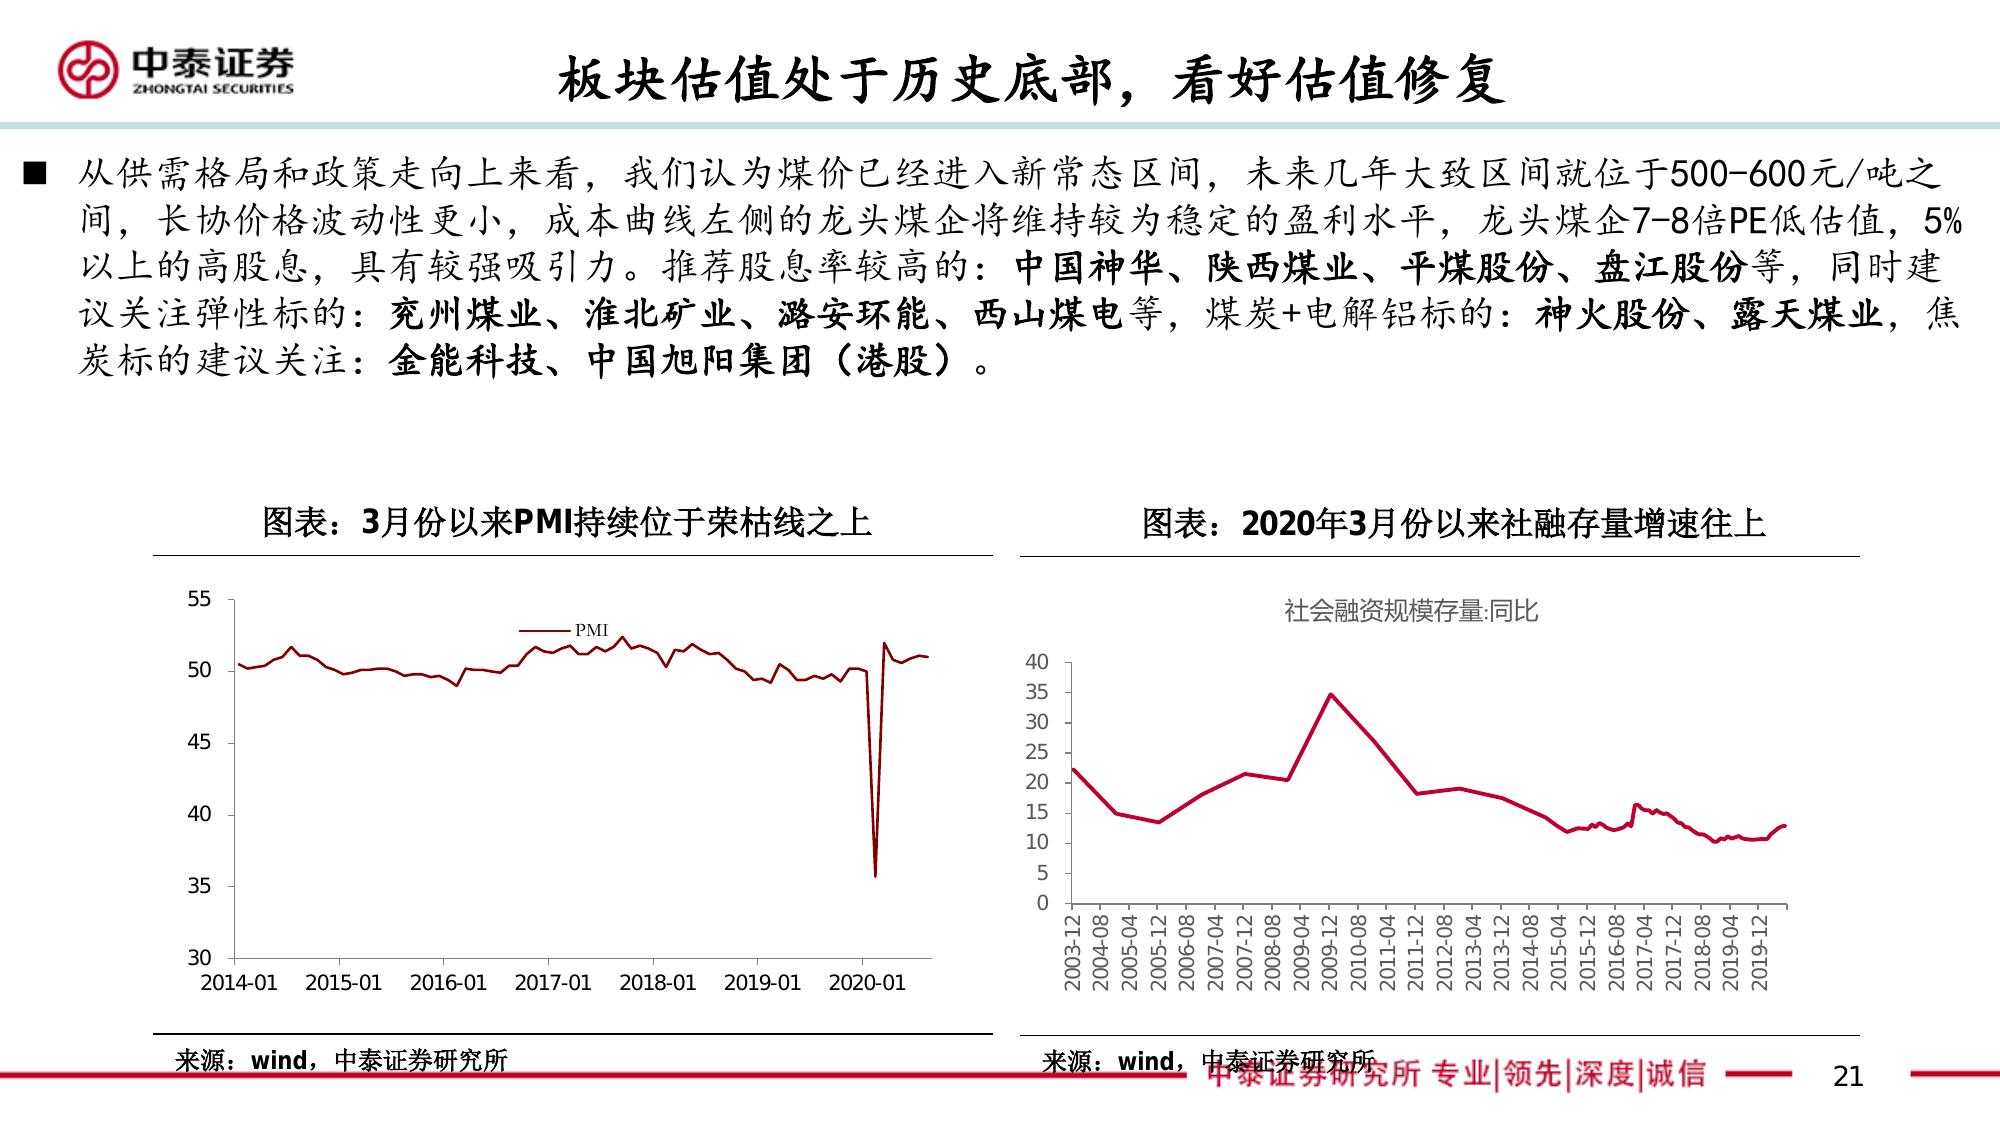 中泰证券
ZHONGTAI SECURITIES
板块估值处于历史底部，看好估值修复
■ 从供需格局和政策走向上来看，我们认为煤价已经进入新常态区间，未来几年大致区间就位于500-600元/吨之
间，长协价格波动性更小，成本曲线左侧的龙头煤企将维持较为稳定的盈利水平，龙头煤企7-8倍PE低估值，5%
以上的高股息，具有较强吸引力。推荐股息率较高的：中国神华、陕西煤业、平煤股份、盘江股份等，同时建
议关注弹性标的：兖州煤业、淮北矿业、潞安环能、西山煤电等，煤炭+电解铝标的：神火股份、露天煤业，焦
炭标的建议关注：金能科技、中国旭阳集团（港股）。
图表：3月份以来PMI持续位于荣枯线之上
55
50
45
40
35
30
PMI
2014-01 2015-01 2016-01 2017-01 2018-01 2019-01 2020-01
来源：wind，中泰证券研究所
图表：2020年3月份以来社融存量增速往上
社会融资规模存量:同比
40
35
30
25
20
15
10
5
0
2003-12 2004-08 2005-04 2005-12 2006-08 2007-04 2007-12 2008-08 2009-04 2009-12 2010-08 2011-04 2011-12 2012-08 2013-04 2013-12 2014-08 2015-04 2015-12 2016-08 2017-04 2017-12 2018-08 2019-04 2019-12
来源：wind，中泰证券研究所
中泰证券研究所 专业|领先|深度|诚信
21